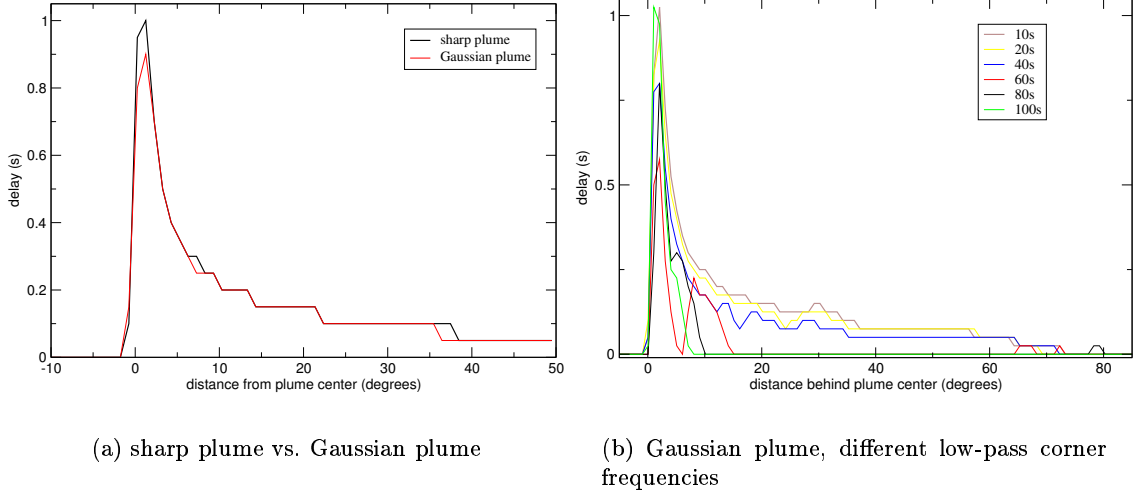 1
0.8
0.6
0.4
0.2
0
delay (s)
sharp plume
Gaussian plume
-10 0 10 20 30 40 50
distance from plume center (degrees)
(a) sharp plume vs. Gaussian plume
1
0.5
0
delay (s)
10s
20s
40s
60s
80s
100s
0 20 40 60 80
distance behind plume center (degrees)
(b) Gaussian plume, different low-pass corner
frequencies